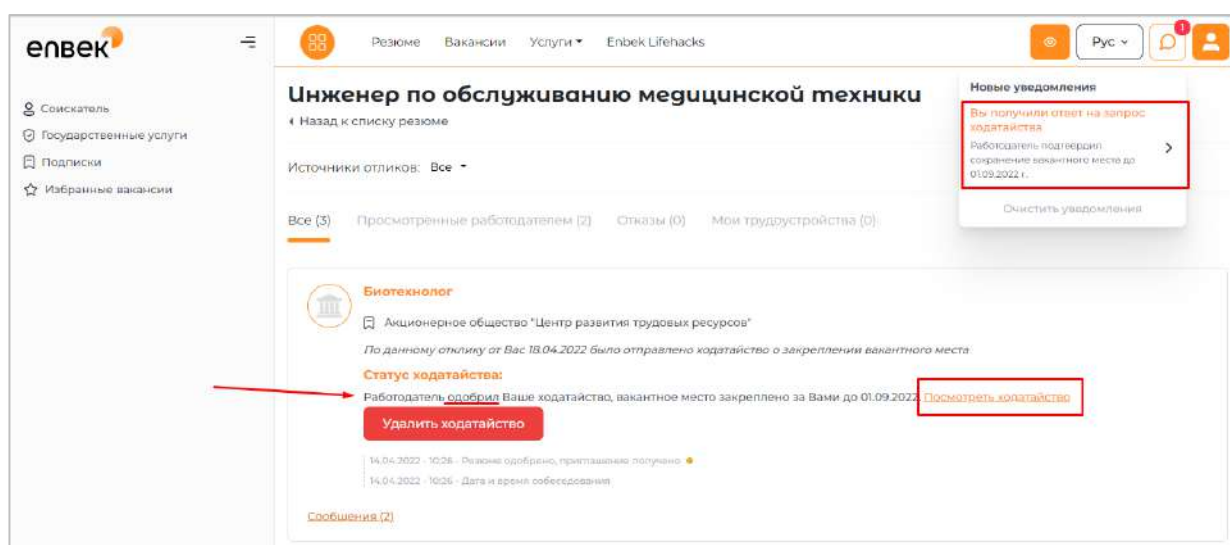 enbek
Резюме Вакансии Услуги Enbek Lifehacks
Рус
1
Соискатель
Государственные услуги
Подписки
Избранные вакансии
Инженер по обслуживанию медицинской техники
Назад к списку резюме
Источники отликов: Все
Все (3) Просмотренные работодателем (2) Отказы (0) Мои трудоустройства (0)
Новые уведомления
Вы получили ответ на запрос
ходатайства
Работодатель подтвердил
сохранение вакантного места до
01.09.2022 г.
Очистить уведомления
Биотехнолог
Акционерное общество "Центр развития трудовых ресурсов"
По данному отклику от Вас 18.04.2022 было отправлено ходатайство о закреплении вакантного места
Статус ходатайства:
Работодатель одобрил Ваше ходатайство, вакантное место закреплено за Вами до 01.09.2022. Посмотреть ходатайство
Удалить ходатайство
14.04.2022 - 10:26 - Резюме одобрено, приглашение получено
14.04.2022 - 10:26 - Дата и время собеседования
Сообщения (2)